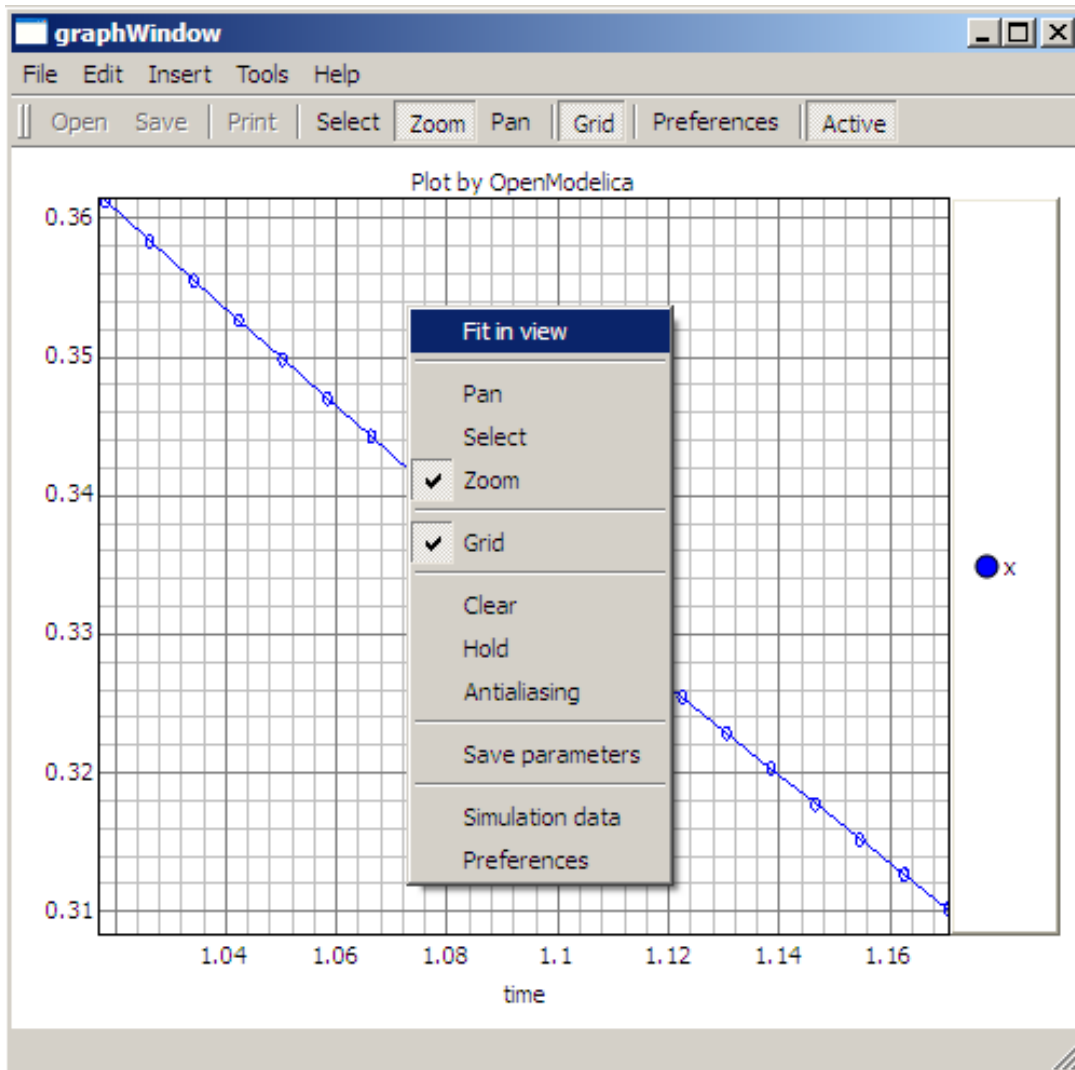 graphWindow
File Edit Insert Tools Help
Open Save Print Select Zoom Pan Grid Preferences Active
Plot by OpenModelica
0.36
Fit in view
0.35
Pan
Select
Zoom
0.34
Grid
x
Clear
0.33
Hold
Antialiasing
Save parameters
0.32
Simulation data
Preferences
0.31
1.04 1.06 1.08 1.1 1.12 1.14 1.16
time